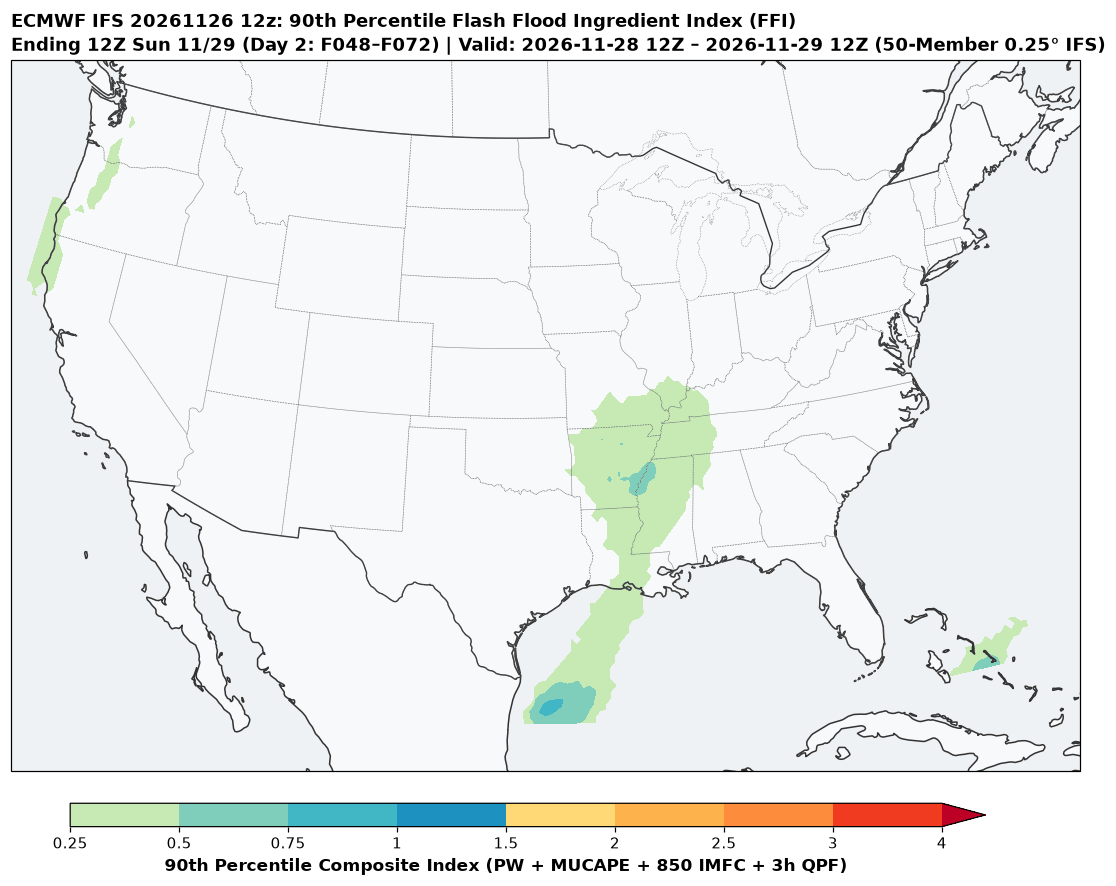 ECMWF IFS 20261126 12z: 90th Percentile Flash Flood Ingredient Index (FFI)
Ending 12Z Sun 11/29 (Day 2: F048–F072) | Valid: 2026-11-28 12Z – 2026-11-29 12Z (50-Member 0.25° IFS)
0.25 0.5 0.75 1 1.5 2 2.5 3 4
90th Percentile Composite Index (PW + MUCAPE + 850 IMFC + 3h QPF)